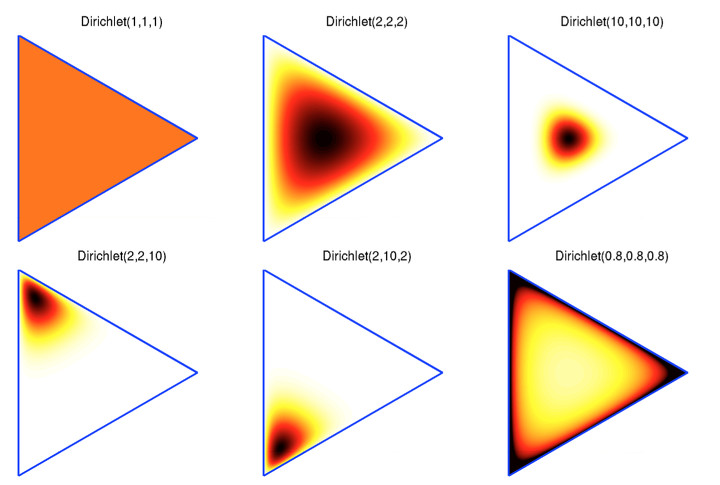 Dirichlet(1,1,1)
Dirichlet(2,2,2)
Dirichlet(10,10,10)
Dirichlet(2,2,10)
Dirichlet(2,10,2)
Dirichlet(0.8,0.8,0.8)